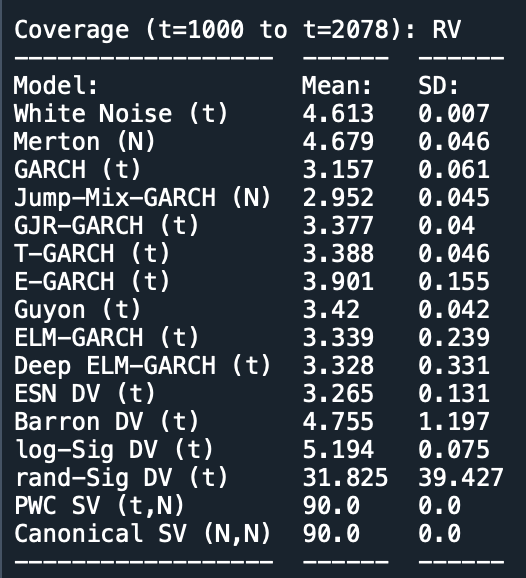 Coverage (t=1000 to t=2078): RV
------------------ ------ ------
Model: Mean: SD:
White Noise (t) 4.613 0.007
Merton (N) 4.679 0.046
GARCH (t) 3.157 0.061
Jump-Mix-GARCH (N) 2.952 0.045
GJR-GARCH (t) 3.377 0.04
T-GARCH (t) 3.388 0.046
E-GARCH (t) 3.901 0.155
Guyon (t) 3.42 0.042
ELM-GARCH (t) 3.339 0.239
Deep ELM-GARCH (t) 3.328 0.331
ESN DV (t) 3.265 0.131
Barron DV (t) 4.755 1.197
log-Sig DV (t) 5.194 0.075
rand-Sig DV (t) 31.825 39.427
PWC SV (t,N) 90.0 0.0
Canonical SV (N,N) 90.0 0.0
------------------ ------ ------